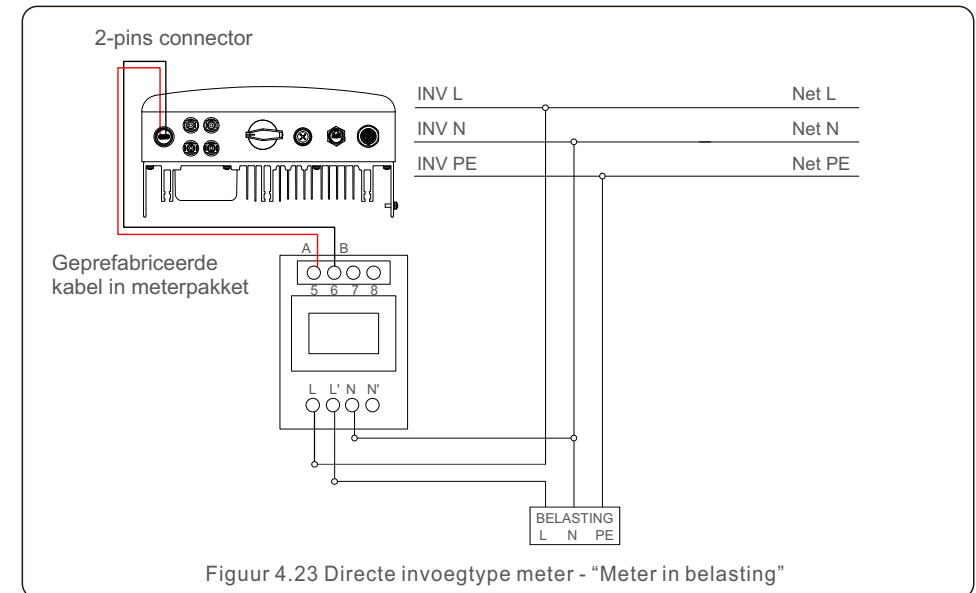 2-pins connector
INV L Net L
INV N Net N
INV PE Net PE
Geprefabriceerde
kabel in meterpakket
A B
5 6 7 8
L L' N N'
BELASTING
L N PE
Figuur 4.23 Directe invoegtype meter - “Meter in belasting”